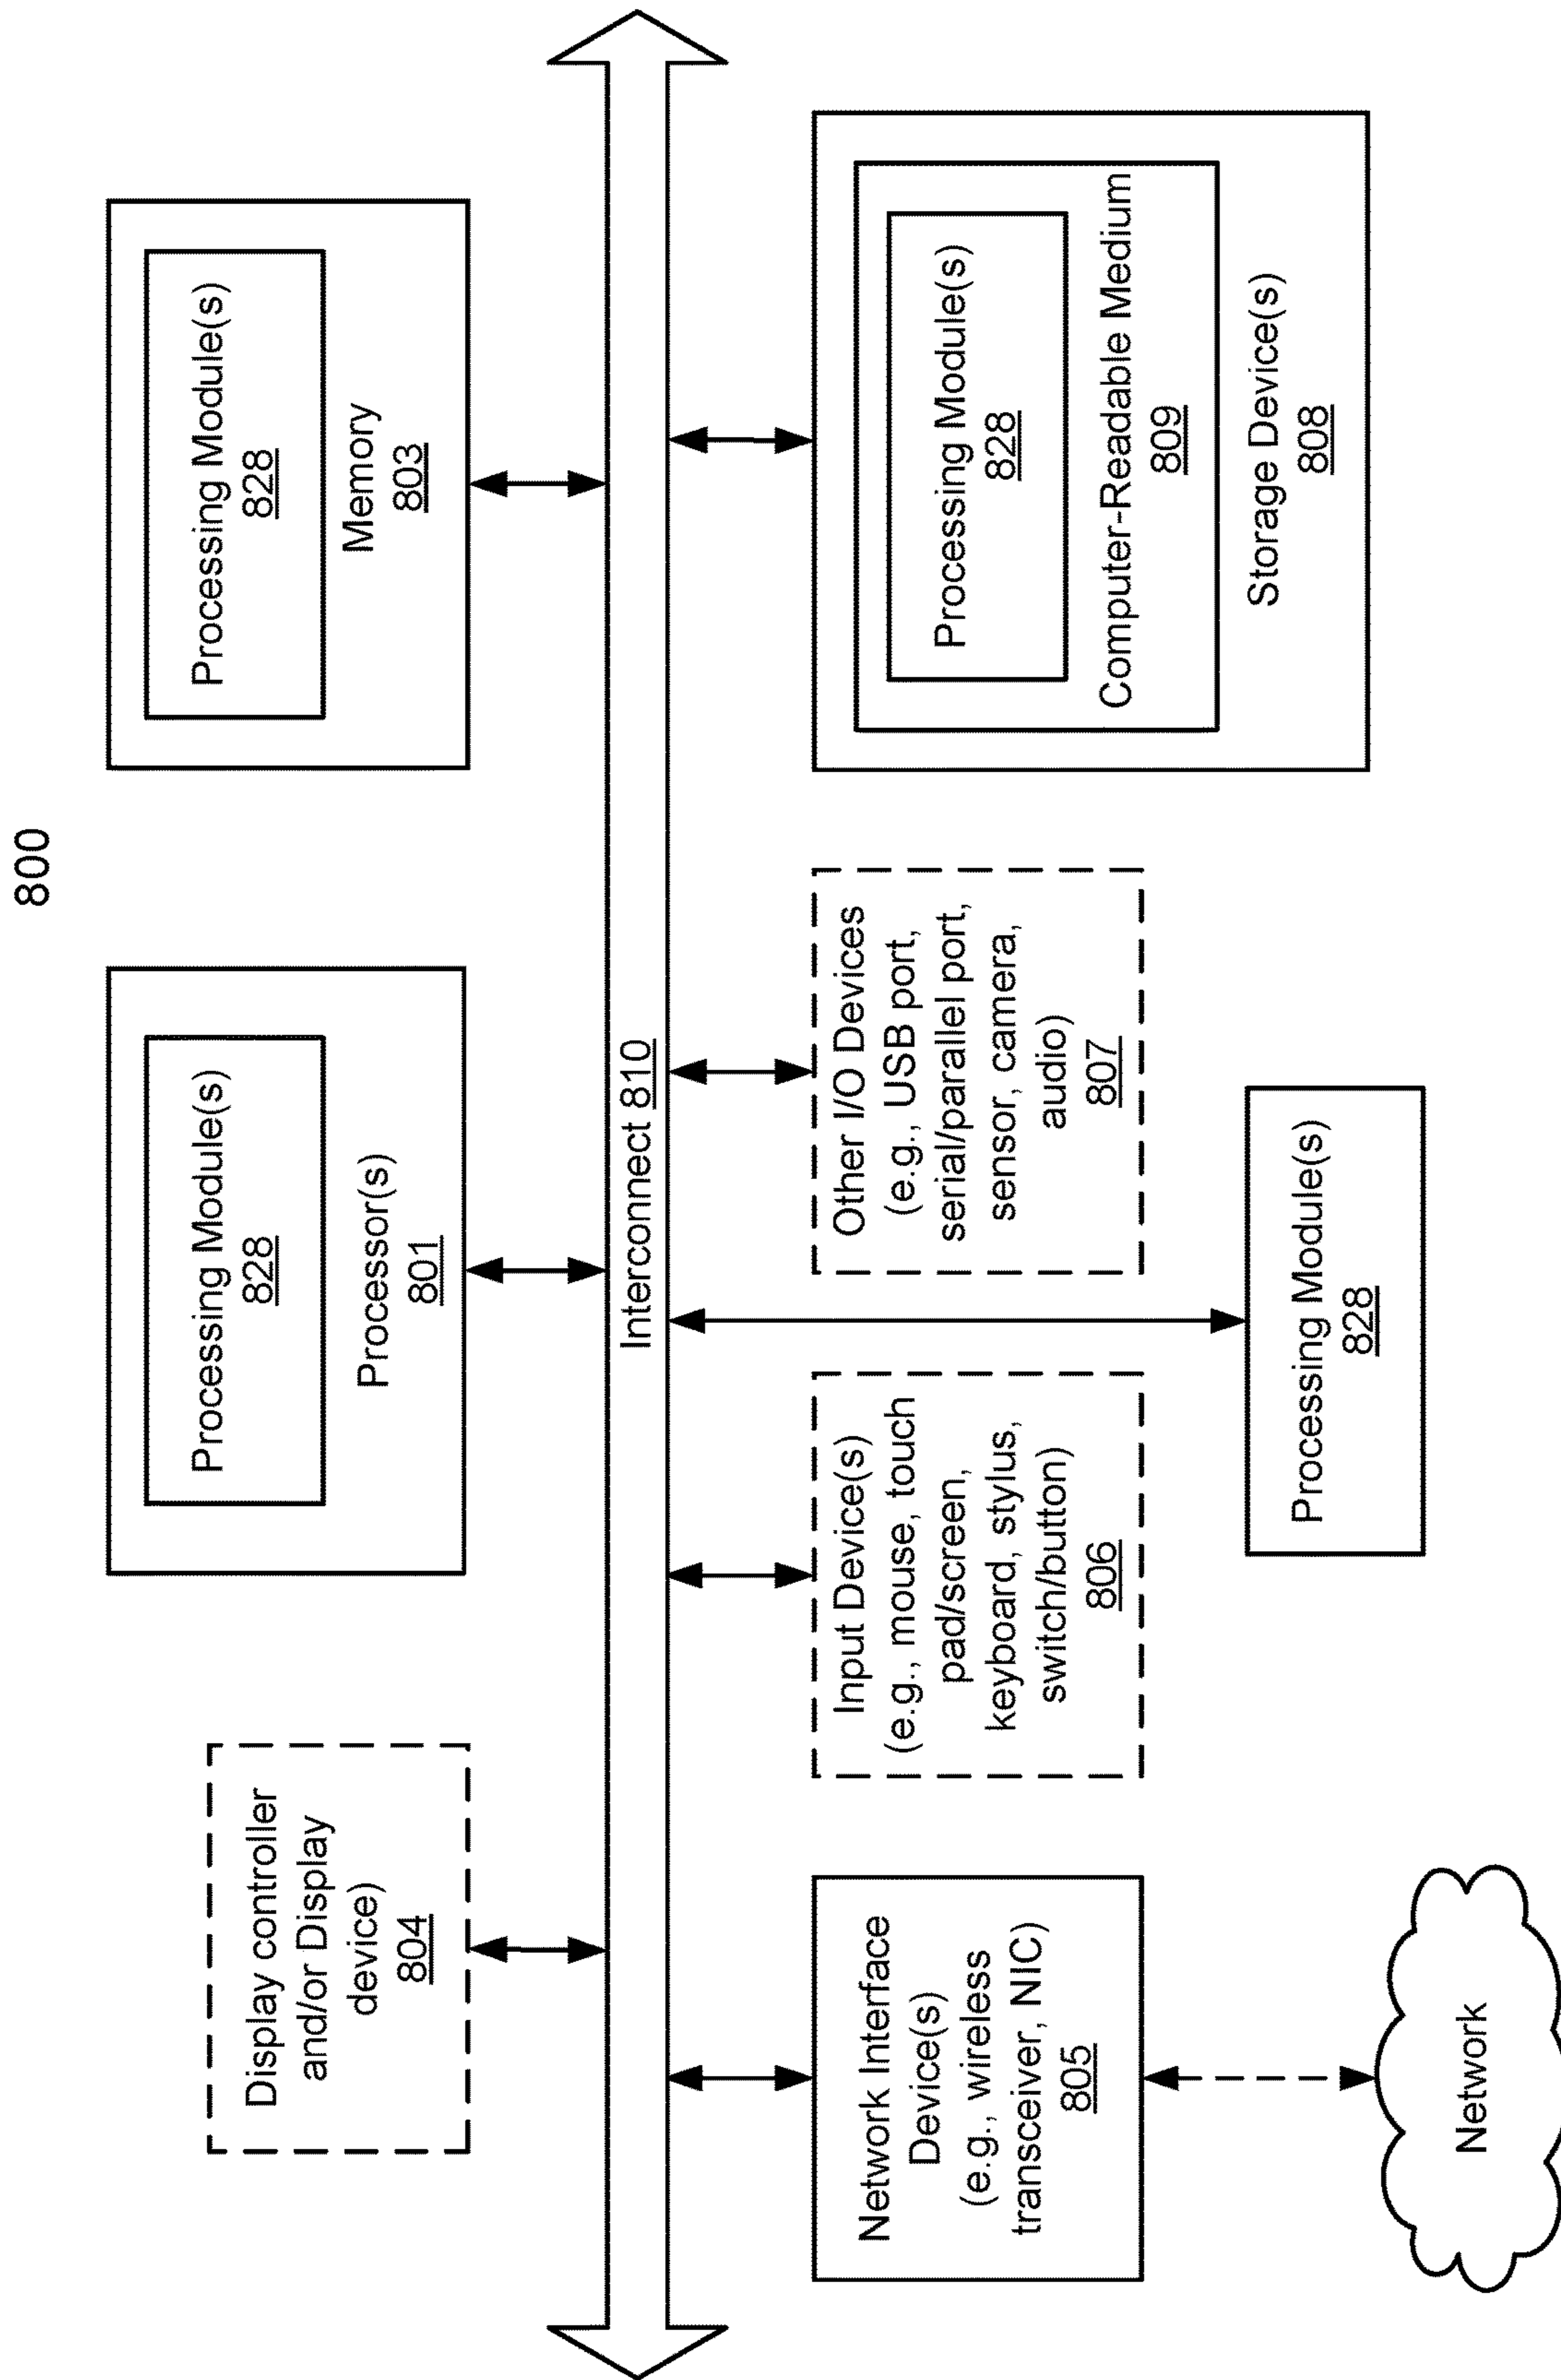 800
Display controller
and/or Display
device)
804
Processing Module(s)
828
Processor(s)
801
Processing Module(s)
828
Memory
803
Interconnect 810
Network Interface
Device(s)
(e.g., wireless
transceiver, NIC)
805
Input Device(s)
(e.g., mouse, touch
pad/screen,
keyboard, stylus,
switch/button)
806
Other I/O Devices
(e.g., USB port,
serial/parallel port,
sensor, camera,
audio)
807
Processing Module(s)
828
Computer-Readable Medium
809
Storage Device(s)
808
Processing Module(s)
828
Network